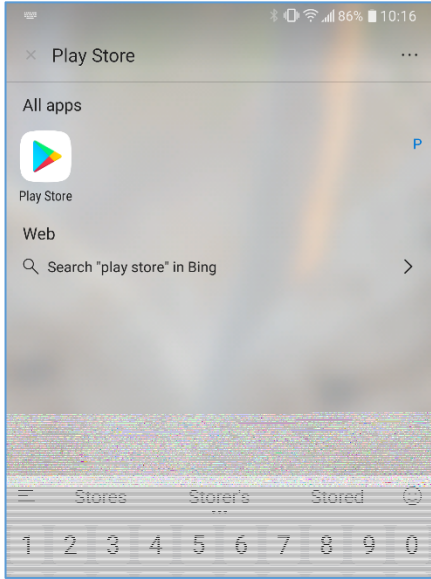 86% 10:16
Play Store
All apps
P
Play Store
Web
Search "play store" in Bing
Stores Storer's Stored
1 2 3 4 5 6 7 8 9 0